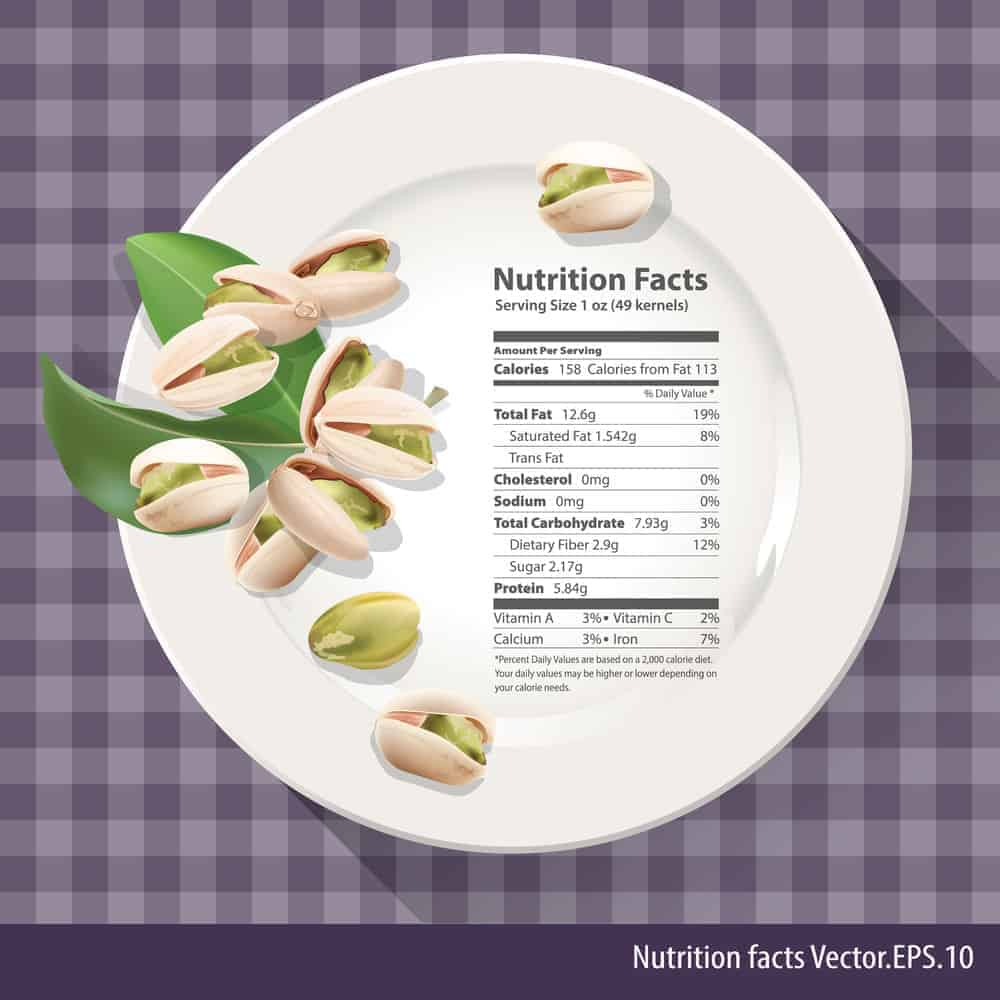 Nutrition Facts
Serving Size 1 oz (49 kernels)
Amount Per Serving
Calories 158 Calories from Fat 113
% Daily Value *
Total Fat 12.6g 19%
Saturated Fat 1.542g 8%
Trans Fat
Cholesterol 0mg 0%
Sodium 0mg 0%
Total Carbohydrate 7.93g 3%
Dietary Fiber 2.9g 12%
Sugar 2.17g
Protein 5.84g
Vitamin A 3%• Vitamin C 2%
Calcium 3%• Iron 7%
*Percent Daily Values are based on a 2,000 calorie diet.
Your daily values may be higher or lower depending on
your calorie needs.
Nutrition facts Vector.EPS.10